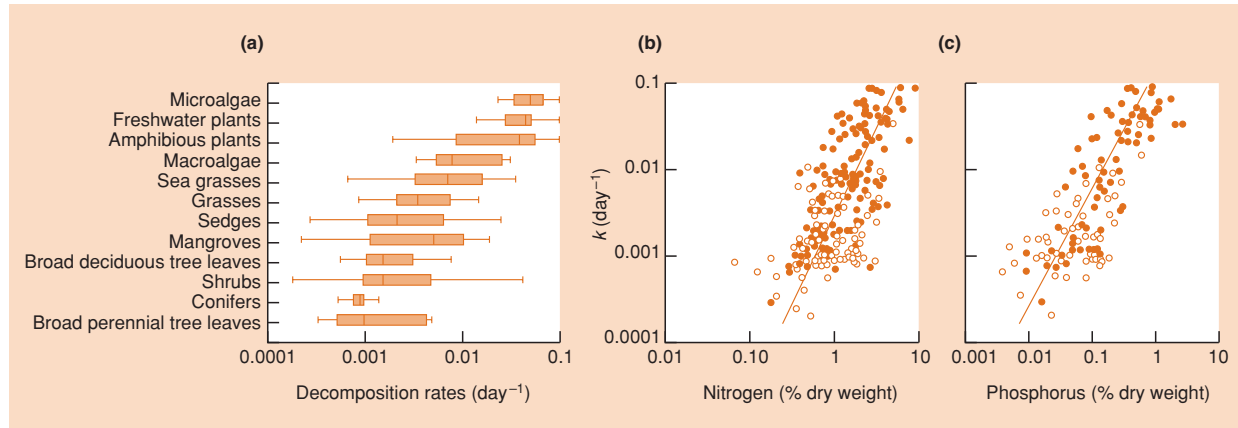 (a)
Microalgae
Freshwater plants
Amphibious plants
Macroalgae
Sea grasses
Grasses
Sedges
Mangroves
Broad deciduous tree leaves
Shrubs
Conifers
Broad perennial tree leaves
0.0001 0.001 0.01 0.1
Decomposition rates (day⁻¹)
(b)
0.1
0.01
0.001
0.0001
k (day⁻¹)
0.01 0.10 1 10
Nitrogen (% dry weight)
(c)
0.001 0.01 0.1 1 10
Phosphorus (% dry weight)